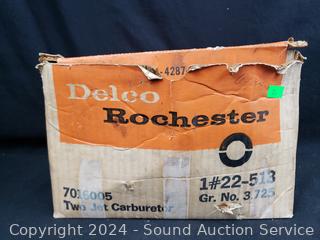 4287
Delco
Rochester
7016005
Two Jet Carburetor
1#22-513
Gr. No. 3.725
Copyright 2024 - Sound Auction Service